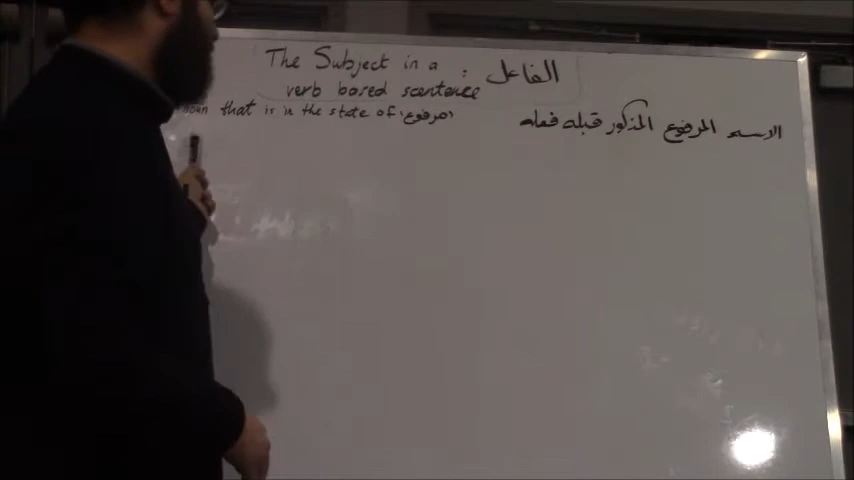 The Subject in a : الفاعل
verb based scentence
noun that is in the state of (مرفوع)
الاسم المرفوع المذكور قبله فعله